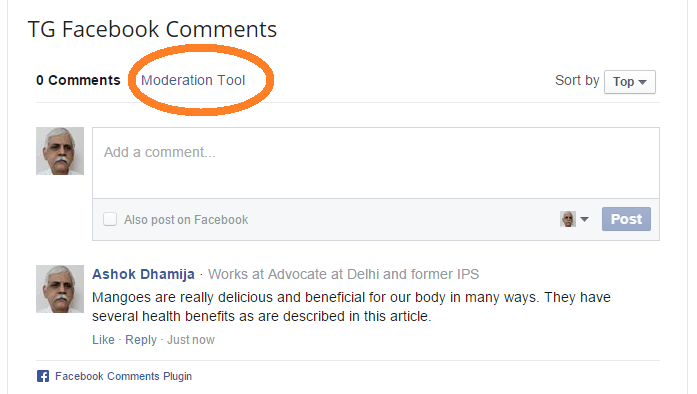 TG Facebook Comments
0 Comments Moderation Tool Sort by Top
Add a comment...
Also post on Facebook Post
Ashok Dhamija · Works at Advocate at Delhi and former IPS
Mangoes are really delicious and beneficial for our body in many ways. They have
several health benefits as are described in this article.
Like · Reply · Just now
Facebook Comments Plugin